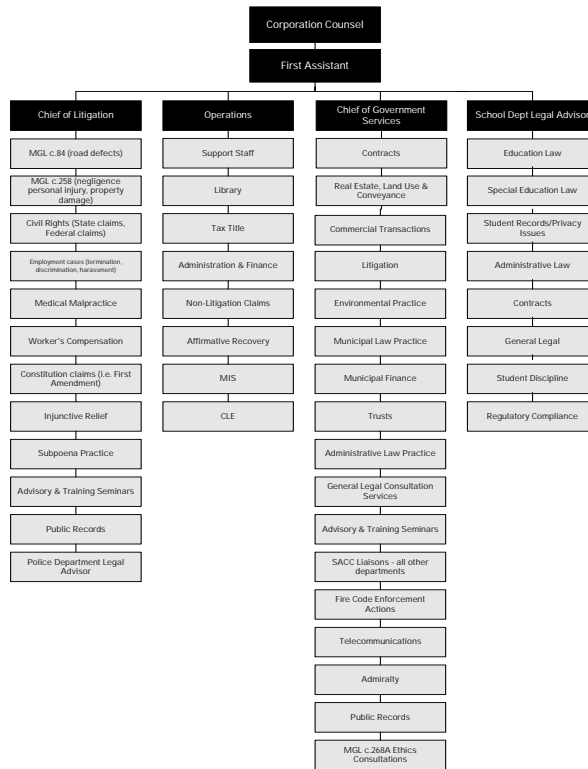 Corporation Counsel
First Assistant
Chief of Litigation
MGL c.84 (road defects)
MGL c.258 (negligence
personal injury, property
damage)
Civil Rights (State claims,
Federal claims)
Employment cases (termination,
discrimination, harassment)
Medical Malpractice
Worker's Compensation
Constitution claims (i.e. First
Amendment)
Injunctive Relief
Subpoena Practice
Advisory & Training Seminars
Public Records
Police Department Legal
Advisor
Operations
Support Staff
Library
Tax Title
Administration & Finance
Non-Litigation Claims
Affirmative Recovery
MIS
CLE
Chief of Government
Services
Contracts
Real Estate, Land Use &
Conveyance
Commercial Transactions
Litigation
Environmental Practice
Municipal Law Practice
Municipal Finance
Trusts
Administrative Law Practice
General Legal Consultation
Services
Advisory & Training Seminars
SACC Liaisons - all other
departments
Fire Code Enforcement
Actions
Telecommunications
Admiralty
Public Records
MGL c.268A Ethics
Consultations
School Dept Legal Advisor
Education Law
Special Education Law
Student Records/Privacy
Issues
Administrative Law
Contracts
General Legal
Student Discipline
Regulatory Compliance